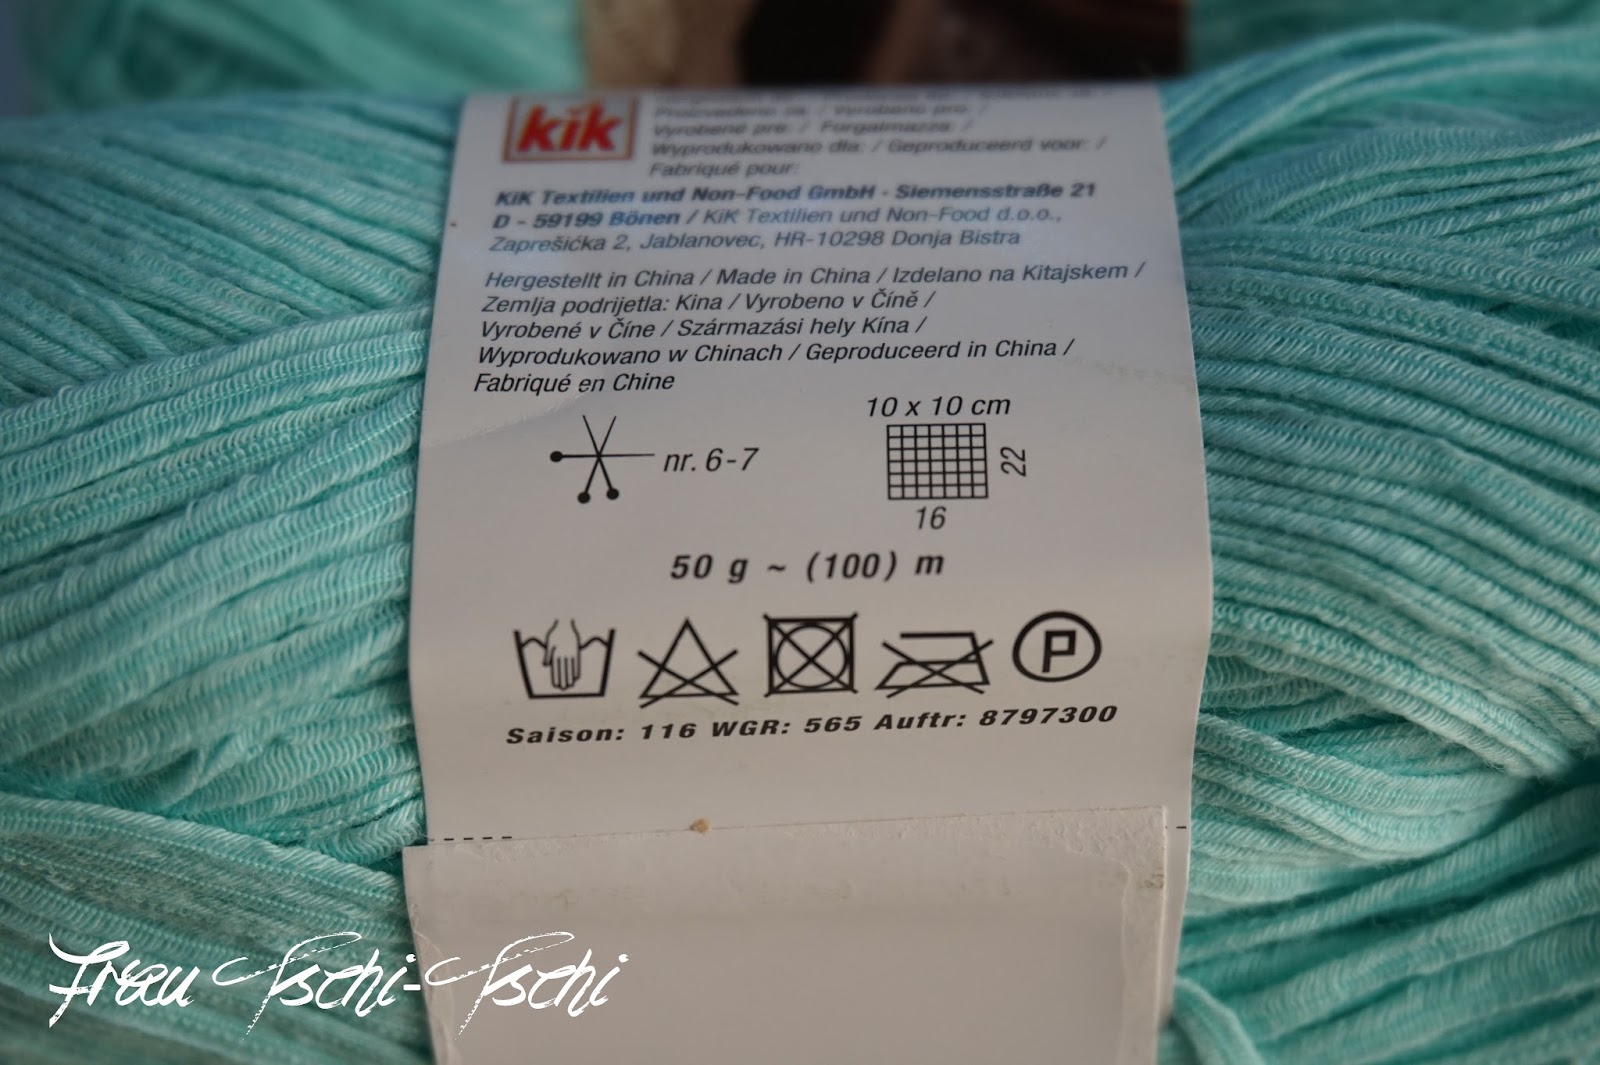 kik
Proizvedeno za: / Vyrobeno pro: /
Vyrobené pre: / Forgalmazza: /
Wyprodukowano dla: / Geproduceerd voor: /
Fabriqué pour:
KiK Textilien und Non-Food GmbH · Siemensstraße 21
D - 59199 Bönen / KiK Textilien und Non-Food d.o.o.,
Zaprešićka 2, Jablanovec, HR-10298 Donja Bistra
Hergestellt in China / Made in China / Izdelano na Kitajskem /
Zemlja podrijetla: Kina / Vyrobeno v Číně /
Vyrobené v Číne / Származási hely Kína /
Wyprodukowano w Chinach / Geproduceerd in China /
Fabriqué en Chine
nr. 6-7
10 x 10 cm
22
16
50 g ~ (100) m
P
Saison: 116 WGR: 565 Auftr: 8797300
Frau Tschi-Tschi